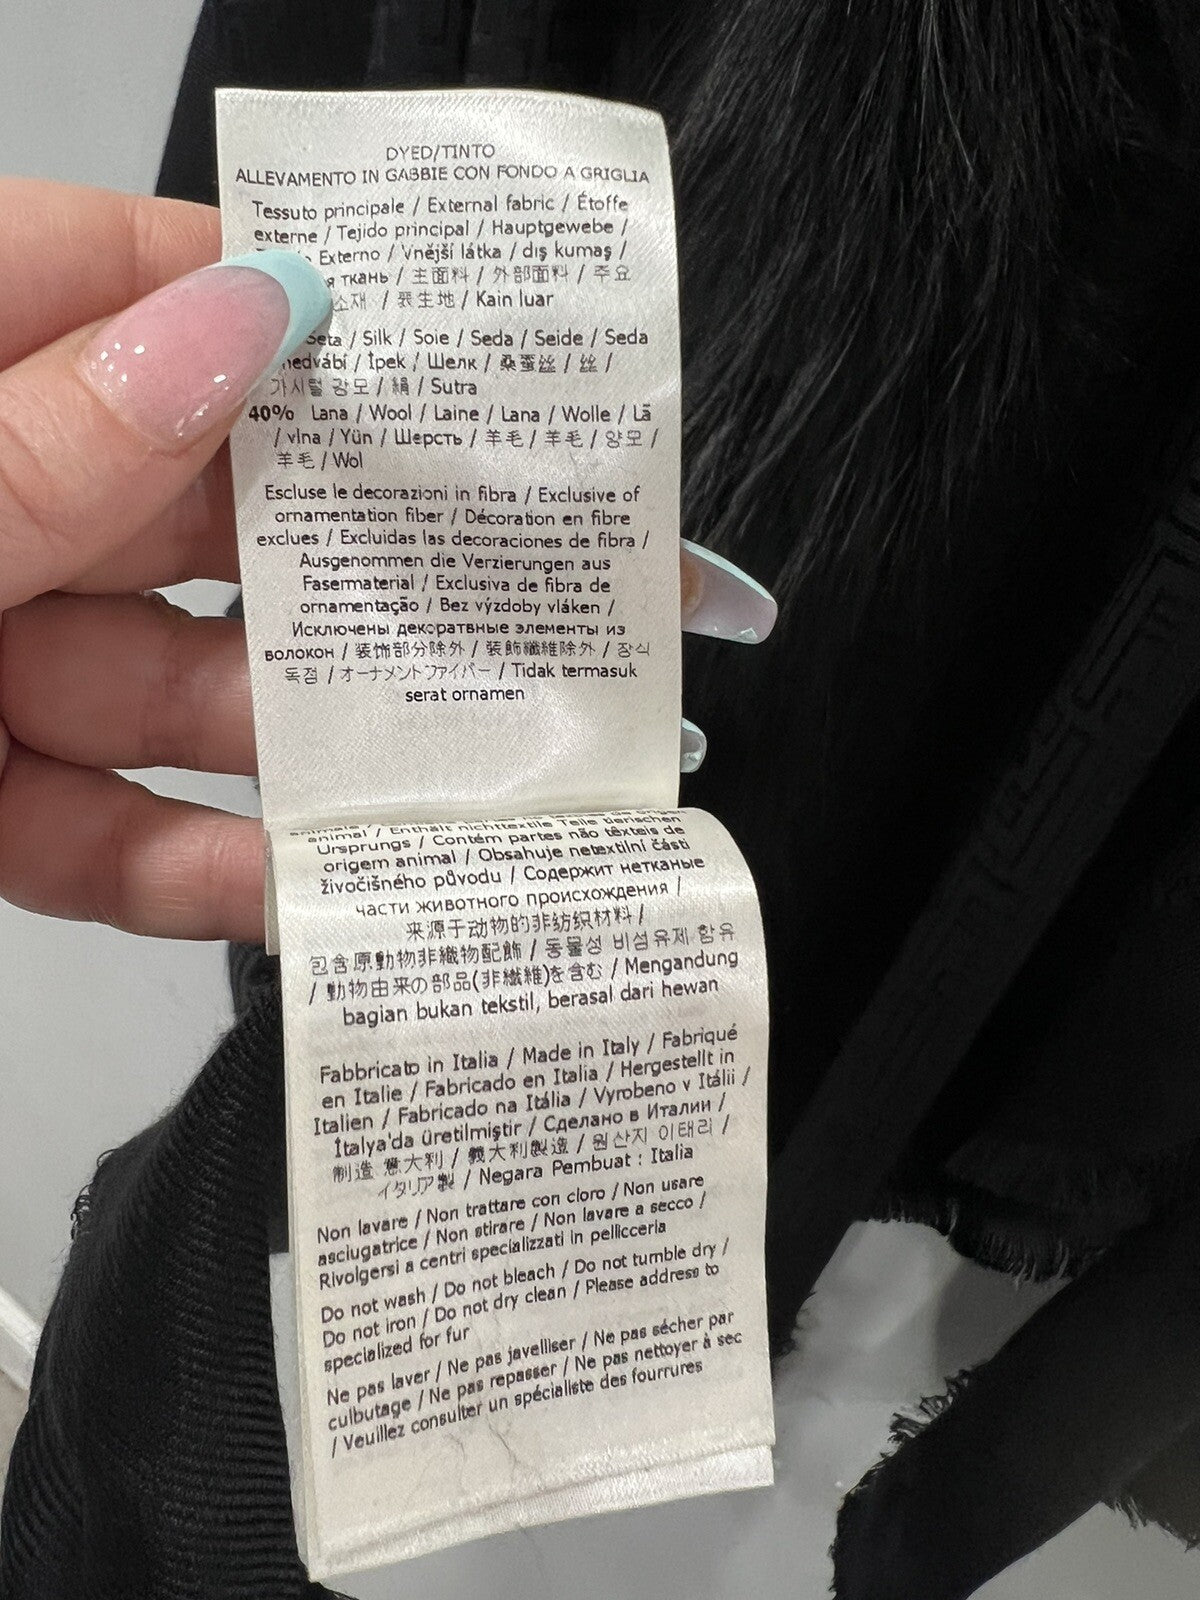 DYED/TINTO
ALLEVAMENTO IN GABBIE CON FONDO A GRIGLIA
Tessuto principale / External fabric / Étoffe
externe / Tejido principal / Hauptgewebe /
Externo / Vnější látka / dış kumaş /
ткань / 主面料 / 外部面料 / 주요
소재 / 表生地 / Kain luar
Seta / Silk / Soie / Seda / Seide / Seda
hedvábí / İpek / Шелк / 桑蚕丝 / 丝 /
가시털 강모 / 絹 / Sutra
40% Lana / Wool / Laine / Lana / Wolle / Lã
/ vlna / Yün / Шерсть / 羊毛 / 羊毛 / 양모 /
羊毛 / Wol
Escluse le decorazioni in fibra / Exclusive of
ornamentation fiber / Décoration en fibre
exclues / Excluidas las decoraciones de fibra /
Ausgenommen die Verzierungen aus
Fasermaterial / Exclusiva de fibra de
ornamentação / Bez výzdoby vláken /
Исключены декоратвные элементы из
волокон / 装饰部分除外 / 裝飾纖維除外 / 장식
독점 / オーナメントファイバー / Tidak termasuk
serat ornamen
animal / Enthält nichttextile Teile tierischen
Ursprungs / Contém partes não têxteis de
origem animal / Obsahuje netextilní části
živočišného původu / Содержит нетканые
части животного происхождения /
来源于动物的非纺织材料 /
包含原動物非織物配飾 / 동물성 비섬유제 함유
/ 動物由来の部品(非繊維)を含む / Mengandung
bagian bukan tekstil, berasal dari hewan
Fabbricato in Italia / Made in Italy / Fabriqué
en Italie / Fabricado en Italia / Hergestellt in
Italien / Fabricado na Itália / Vyrobeno v Itálii /
İtalya'da üretilmiştir / Сделано в Италии /
制造 意大利 / 義大利製造 / 원산지 이태리 /
イタリア製 / Negara Pembuat : Italia
Non lavare / Non trattare con cloro / Non usare
asciugatrice / Non stirare / Non lavare a secco /
Rivolgersi a centri specializzati in pellicceria
Do not wash / Do not bleach / Do not tumble dry /
Do not iron / Do not dry clean / Please address to
specialized for fur
Ne pas laver / Ne pas javelliser / Ne pas sécher par
culbutage / Ne pas repasser / Ne pas nettoyer à sec
/ Veuillez consulter un spécialiste des fourrures